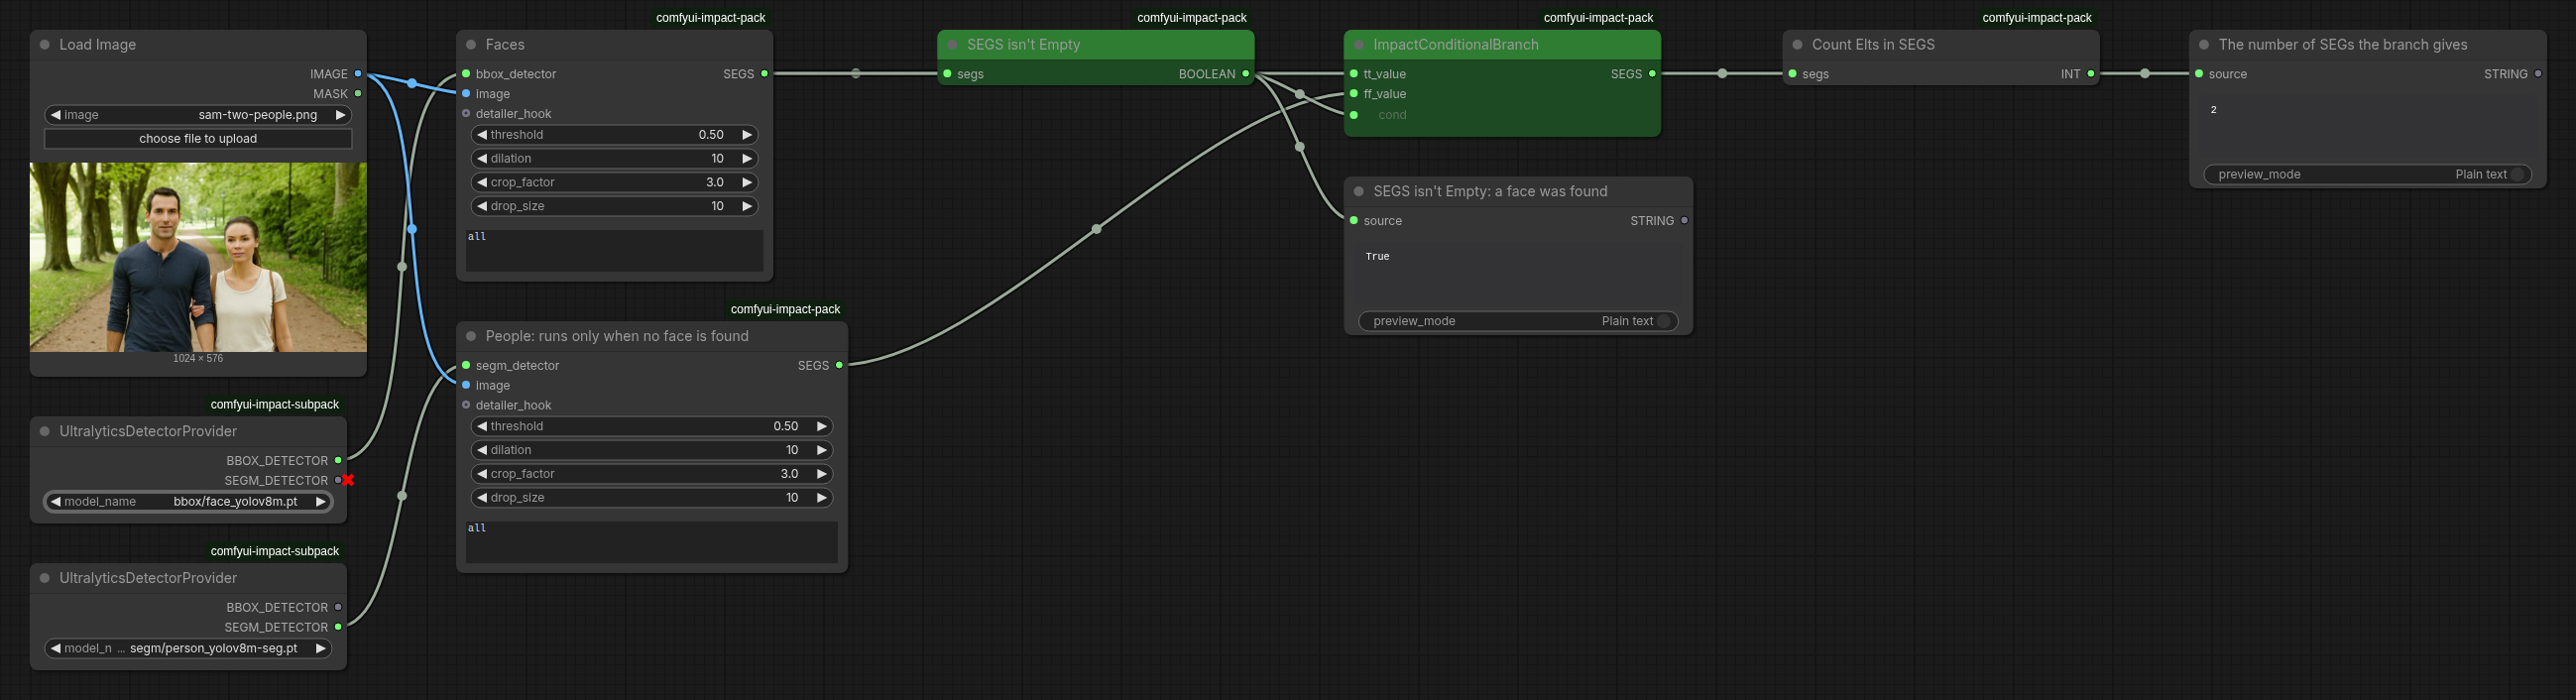 Load Image
IMAGE
MASK
image sam-two-people.png
choose file to upload
1024 × 576
comfyui-impact-subpack
UltralyticsDetectorProvider
BBOX_DETECTOR
SEGM_DETECTOR
model_name bbox/face_yolov8m.pt
comfyui-impact-subpack
UltralyticsDetectorProvider
BBOX_DETECTOR
SEGM_DETECTOR
model_n ... segm/person_yolov8m-seg.pt
comfyui-impact-pack
Faces
bbox_detector SEGS
image
detailer_hook
threshold 0.50
dilation 10
crop_factor 3.0
drop_size 10
all
comfyui-impact-pack
People: runs only when no face is found
segm_detector SEGS
image
detailer_hook
threshold 0.50
dilation 10
crop_factor 3.0
drop_size 10
all
comfyui-impact-pack
SEGS isn't Empty
segs BOOLEAN
comfyui-impact-pack
ImpactConditionalBranch
tt_value SEGS
ff_value
cond
SEGS isn't Empty: a face was found
source STRING
True
preview_mode Plain text
comfyui-impact-pack
Count Elts in SEGS
segs INT
The number of SEGs the branch gives
source STRING
2
preview_mode Plain text